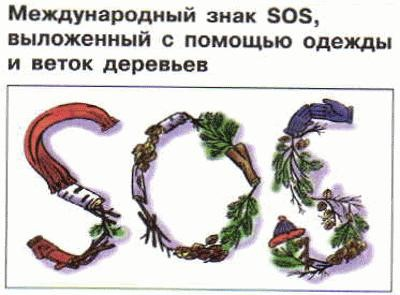 Международный знак SOS,
выложенный с помощью одежды
и веток деревьев
SOS